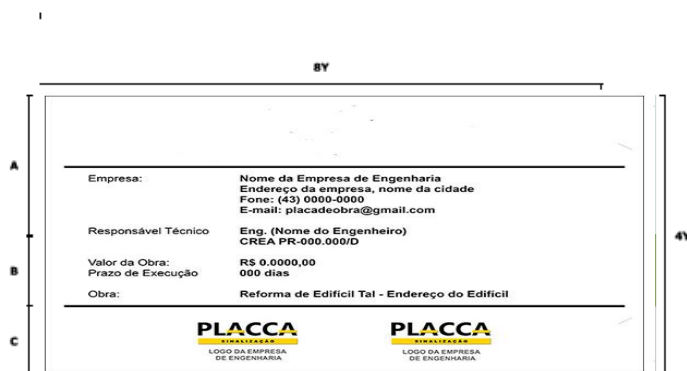 8Y
A
Empresa: Nome da Empresa de Engenharia
Endereço da empresa, nome da cidade
Fone: (43) 0000-0000
E-mail: placadeobra@gmail.com
Responsável Técnico Eng. (Nome do Engenheiro)
CREA PR-000.000/D
4Y
B
Valor da Obra: R$ 0.0000,00
Prazo de Execução 000 dias
Obra: Reforma de Edifícil Tal - Endereço do Edifícil
C
PLACCA PLACCA
SINALIZAÇÃO SINALIZAÇÃO
LOGO DA EMPRESA LOGO DA EMPRESA
DE ENGENHARIA DE ENGENHARIA